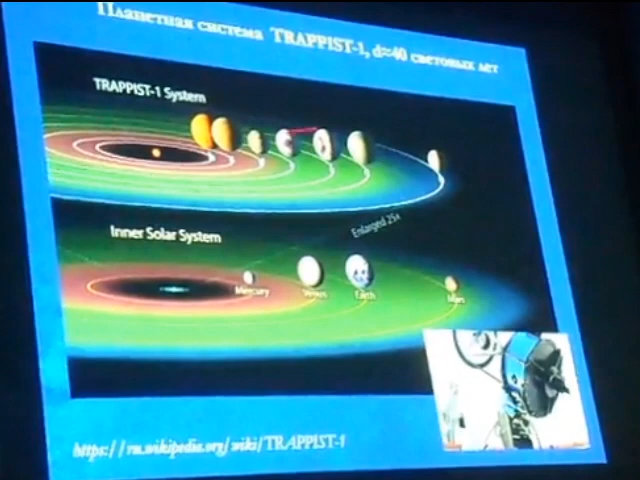 Планетная система TRAPPIST-1, d≈40 световых лет
TRAPPIST-1 System
Enlarged 25x
Inner Solar System
Mercury
Venus
Earth
Mars
https://ru.wikipedia.org/wiki/TRAPPIST-1